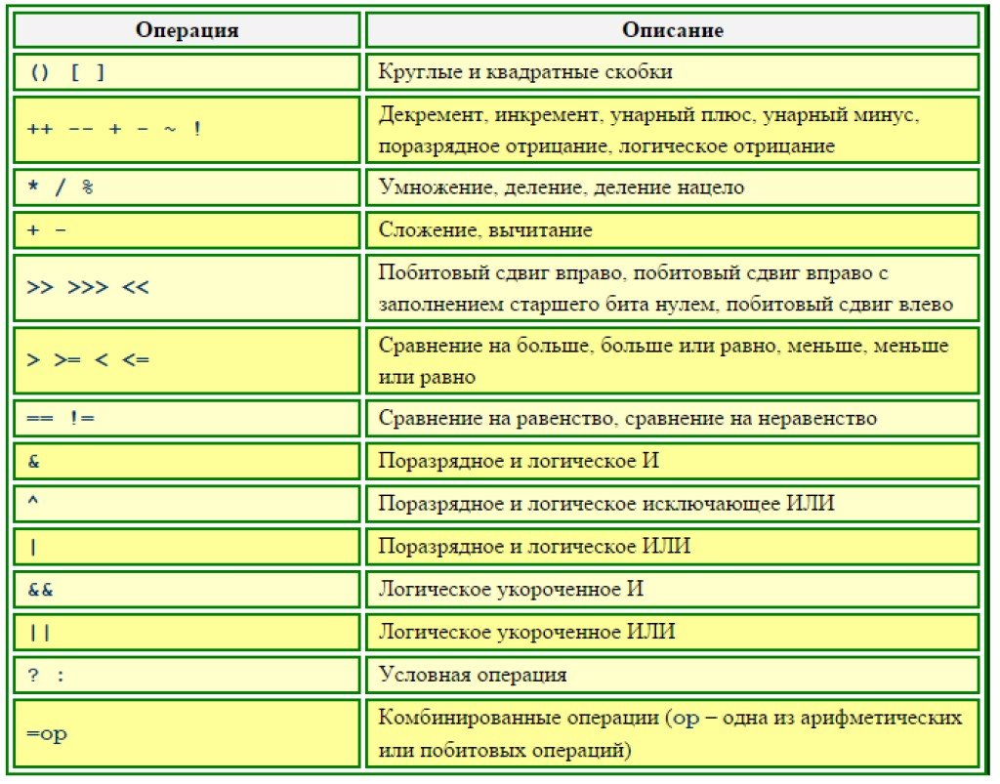 Операция Описание
() [ ] Круглые и квадратные скобки
++ -- + - ~ ! Декремент, инкремент, унарный плюс, унарный минус,
поразрядное отрицание, логическое отрицание
* / % Умножение, деление, деление нацело
+ - Сложение, вычитание
>> >>> << Побитовый сдвиг вправо, побитовый сдвиг вправо с
заполнением старшего бита нулем, побитовый сдвиг влево
> >= < <= Сравнение на больше, больше или равно, меньше, меньше
или равно
== != Сравнение на равенство, сравнение на неравенство
& Поразрядное и логическое И
^ Поразрядное и логическое исключающее ИЛИ
| Поразрядное и логическое ИЛИ
&& Логическое укороченное И
|| Логическое укороченное ИЛИ
? : Условная операция
=op Комбинированные операции (op – одна из арифметических
или побитовых операций)